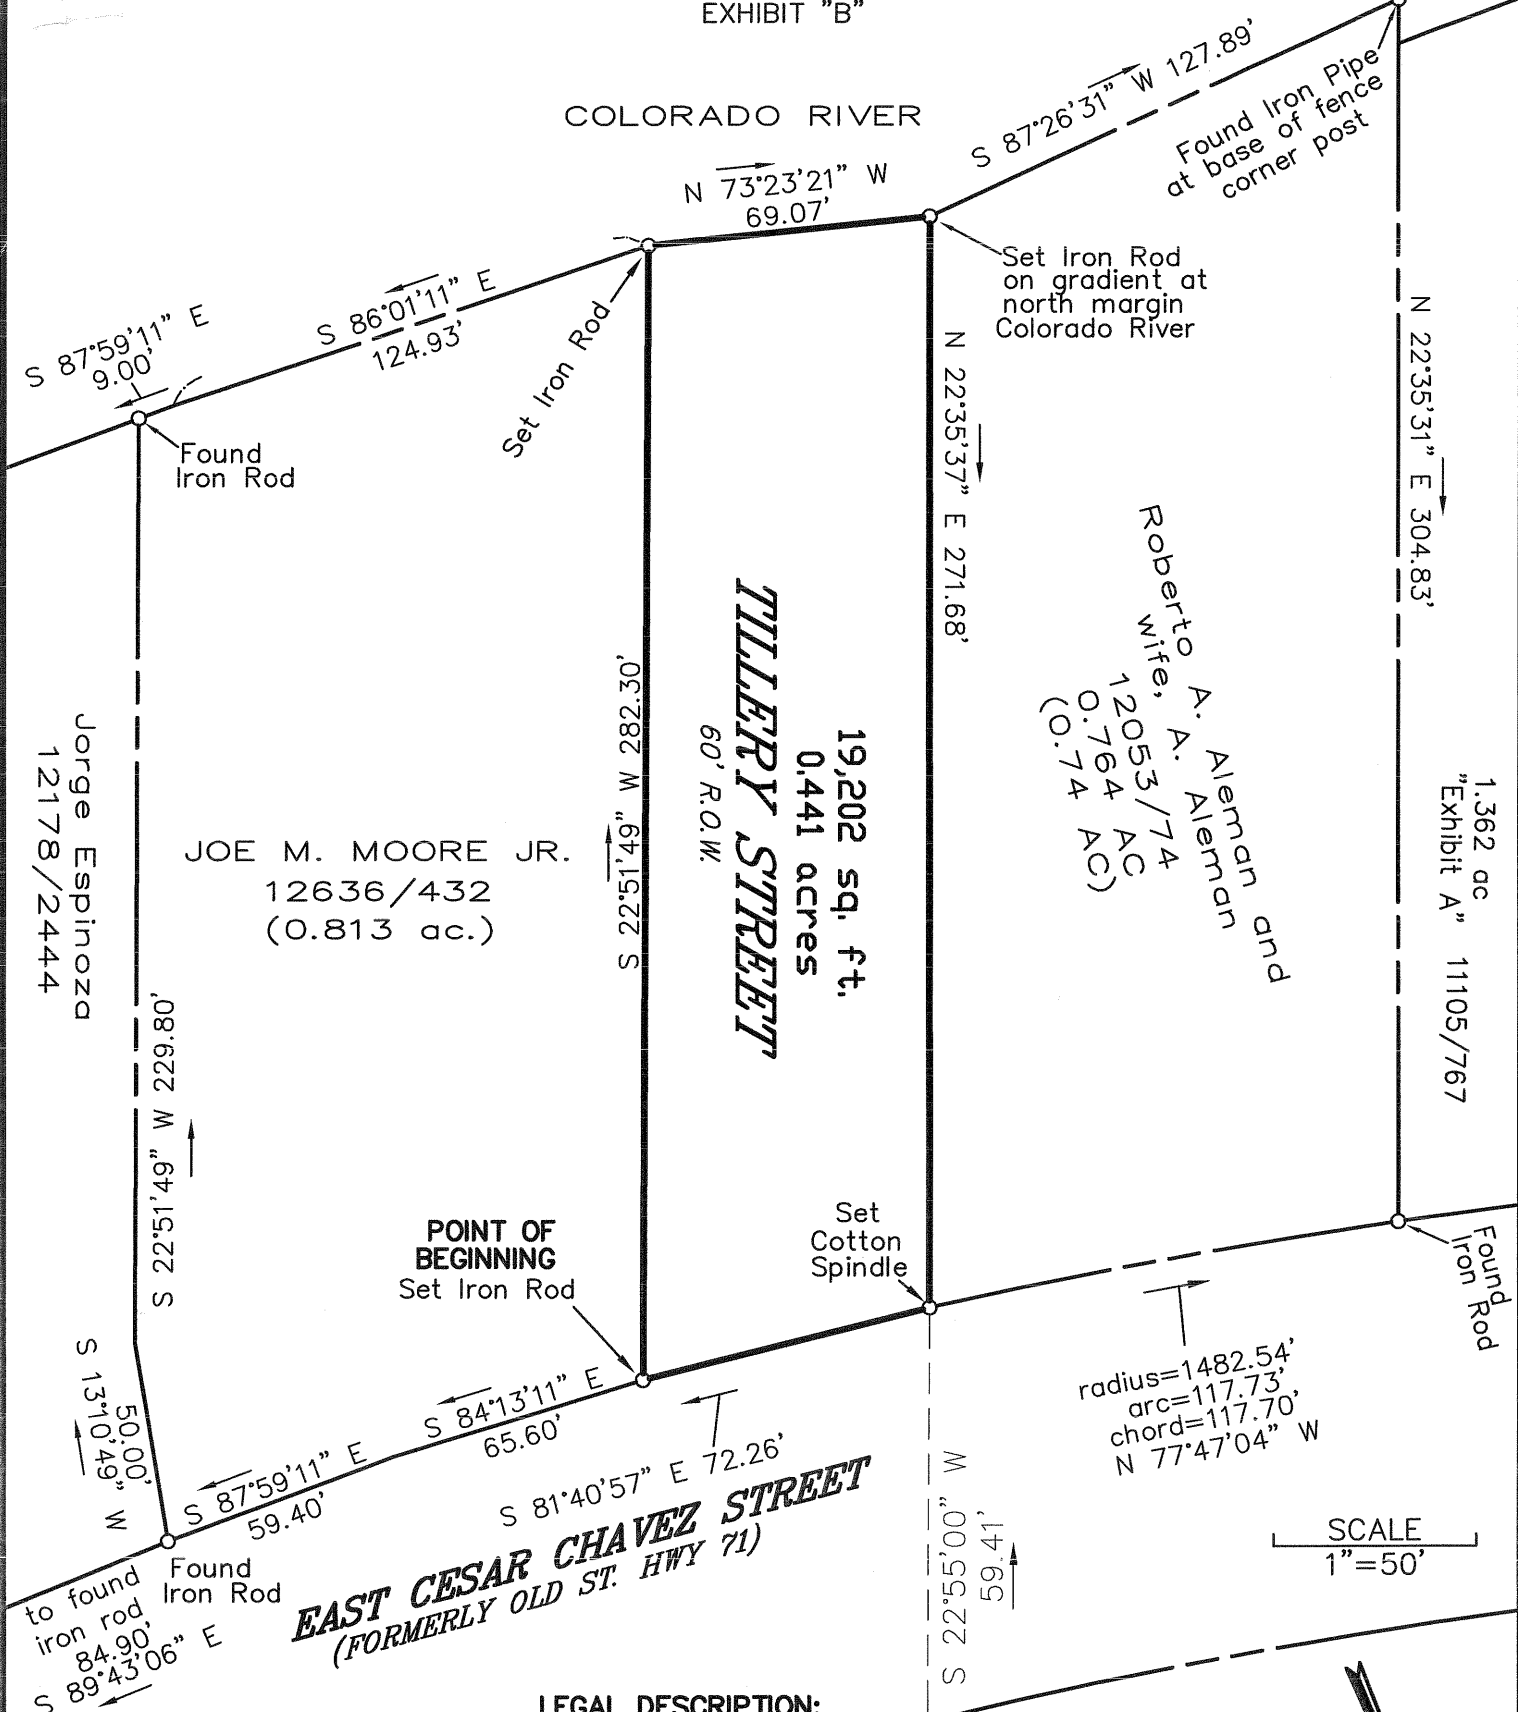 EXHIBIT "B"
COLORADO RIVER
S 87°26'31" W 127.89'
Found Iron Pipe
at base of fence
corner post
N 73°23'21" W
69.07'
Set Iron Rod
on gradient at
north margin
Colorado River
S 86°01'11" E
124.93'
S 87°59'11" E
9.00'
Found
Iron Rod
Set Iron Rod
N 22°35'37" E 271.68'
N 22°35'31" E 304.83'
Roberto A. Aleman and
wife, A. Aleman
12053/74
0.764 AC
(0.74 AC)
1.362 ac
"Exhibit A" 11105/767
19,202 sq. ft.
0.441 acres
TILLERY STREET
60' R.O.W.
S 22°51'49" W 282.30'
JOE M. MOORE JR.
12636/432
(0.813 ac.)
Jorge Espinoza
12178/2444
S 22°51'49" W 229.80'
POINT OF
BEGINNING
Set Iron Rod
Set
Cotton
Spindle
Found
Iron Rod
radius=1482.54'
arc=117.73'
chord=117.70'
N 77°47'04" W
S 13°10'49" W
50.00'
S 84°13'11" E
65.60'
S 87°59'11" E
59.40'
S 81°40'57" E 72.26'
EAST CESAR CHAVEZ STREET
(FORMERLY OLD ST. HWY 71)
S 22°55'00" W
59.41'
SCALE
1"=50'
Found
Iron Rod
to found
iron rod
84.90'
S 89°43'06" E
LEGAL DESCRIPTION: